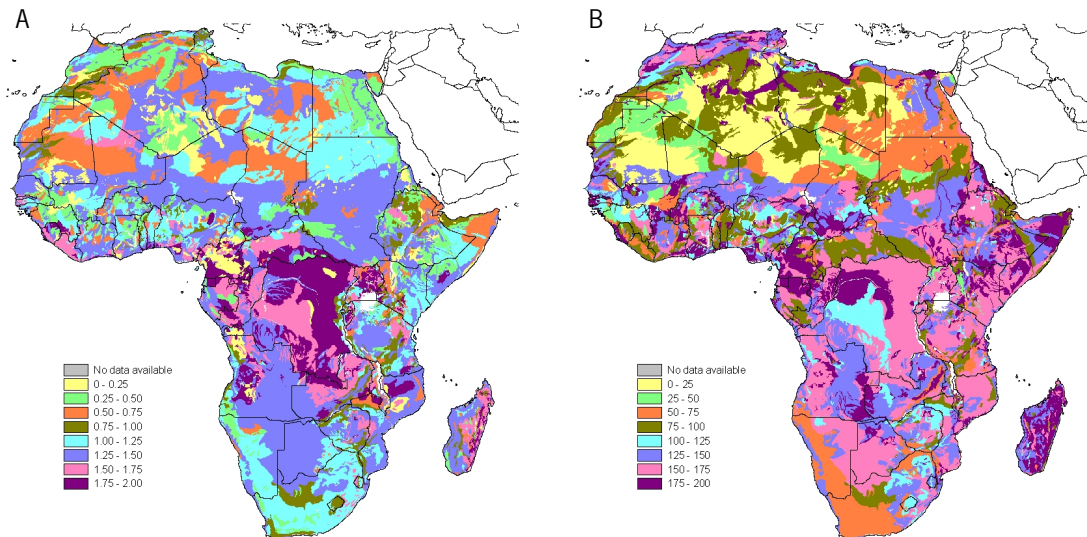 A
No data available
0 - 0.25
0.25 - 0.50
0.50 - 0.75
0.75 - 1.00
1.00 - 1.25
1.25 - 1.50
1.50 - 1.75
1.75 - 2.00
B
No data available
0 - 25
25 - 50
50 - 75
75 - 100
100 - 125
125 - 150
150 - 175
175 - 200